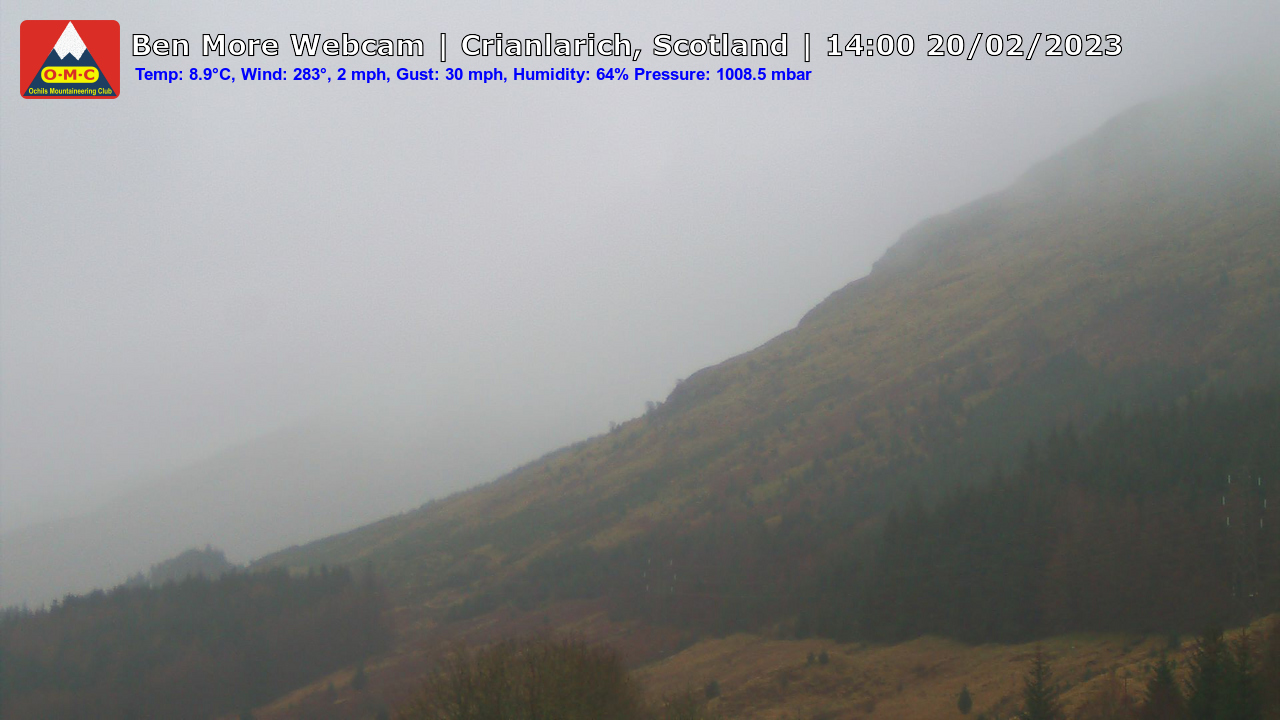 Ben More Webcam | Crianlarich, Scotland | 14:00 20/02/2023
Temp: 8.9°C, Wind: 283°, 2 mph, Gust: 30 mph, Humidity: 64% Pressure: 1008.5 mbar
O-M-C
Ochils Mountaineering Club